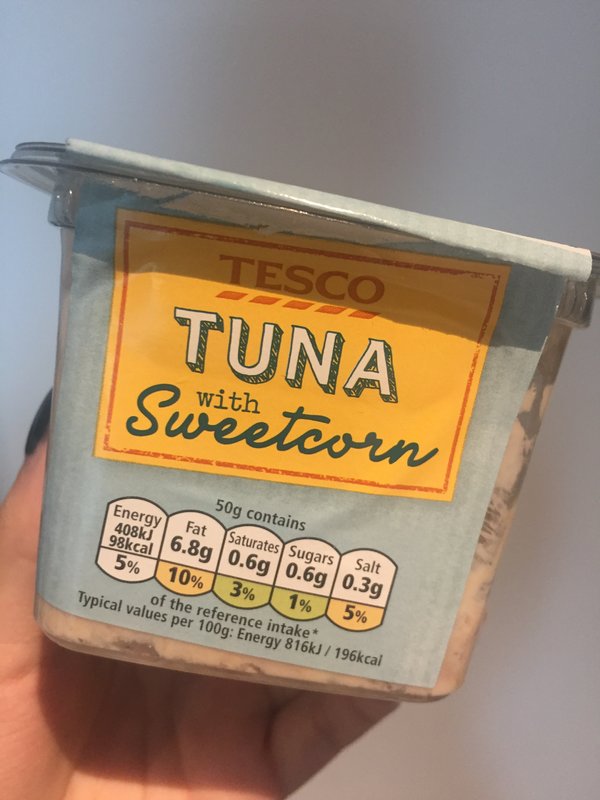 TESCO
TUNA
with
Sweetcorn
50g contains
Energy
408kJ
98kcal
5%
Fat
6.8g
10%
Saturates
0.6g
3%
Sugars
0.6g
1%
Salt
0.3g
5%
of the reference intake*
Typical values per 100g: Energy 816kJ / 196kcal